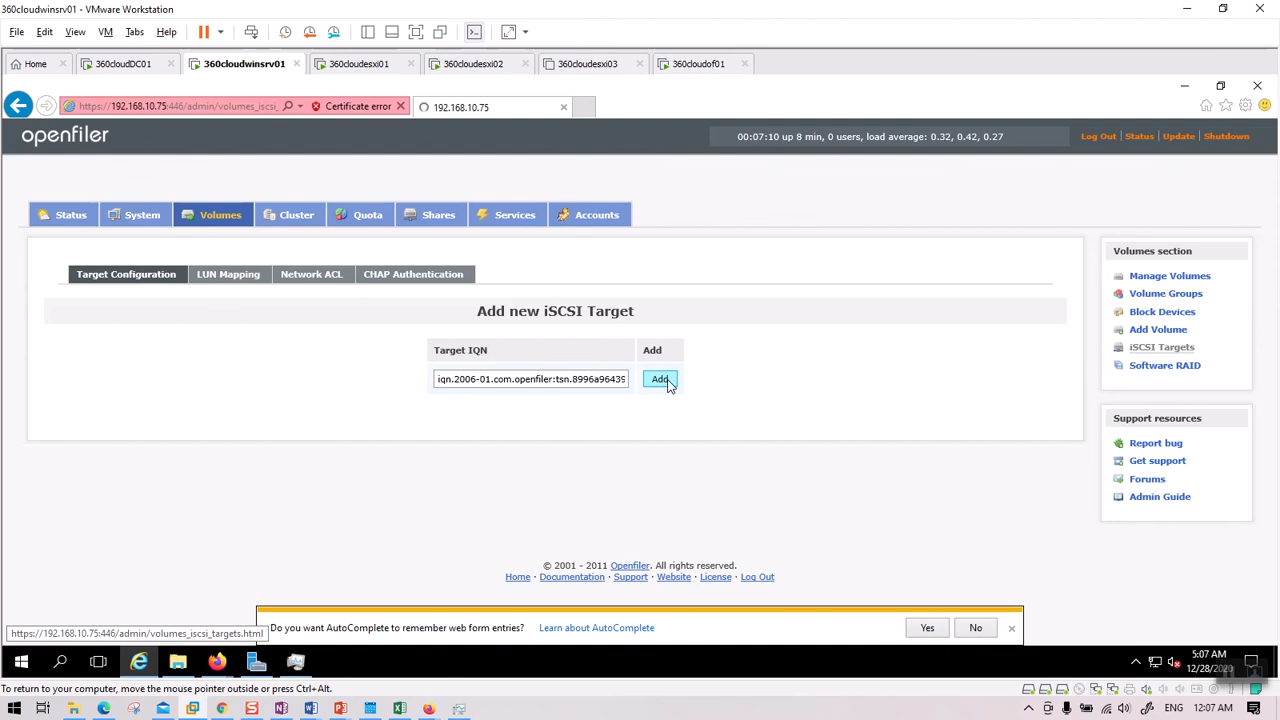 360cloudwinsrv01 - VMware Workstation
File Edit View VM Tabs Help
Home 360cloudDC01 360cloudwinsrv01 360cloudesxi01 360cloudesxi02 360cloudesxi03 360cloudof01
https://192.168.10.75:446/admin/volumes_iscsi_ Certificate error 192.168.10.75
openfiler
00:07:10 up 8 min, 0 users, load average: 0.32, 0.42, 0.27
Log Out Status Update Shutdown
Status System Volumes Cluster Quota Shares Services Accounts
Target Configuration LUN Mapping Network ACL CHAP Authentication
Add new iSCSI Target
Target IQN Add
iqn.2006-01.com.openfiler:tsn.8996a96439 Add
Volumes section
Manage Volumes
Volume Groups
Block Devices
Add Volume
iSCSI Targets
Software RAID
Support resources
Report bug
Get support
Forums
Admin Guide
© 2001 - 2011 Openfiler. All rights reserved.
Home · Documentation · Support · Website · License · Log Out
Do you want AutoComplete to remember web form entries? Learn about AutoComplete Yes No
https://192.168.10.75:446/admin/volumes_iscsi_targets.html
5:07 AM
12/28/2020
To return to your computer, move the mouse pointer outside or press Ctrl+Alt.
ENG 12:07 AM